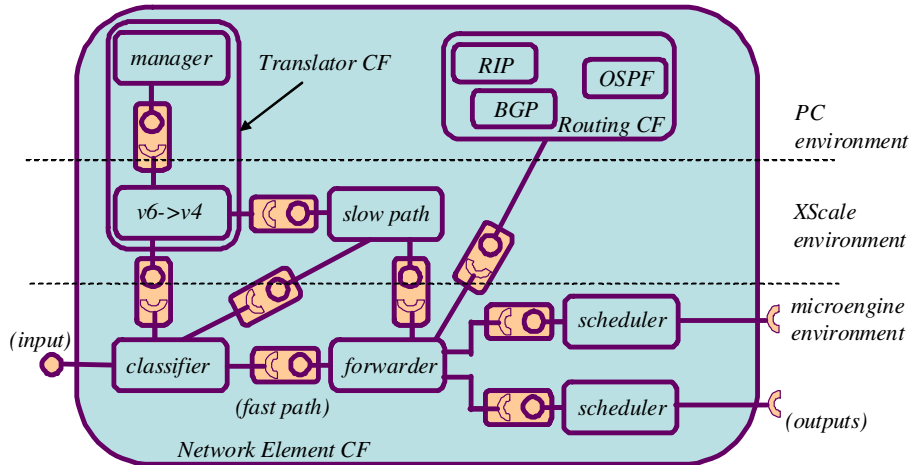 manager
Translator CF
RIP
OSPF
BGP
Routing CF
PC
environment
v6->v4
slow path
XScale
environment
microengine
environment
(input)
classifier
forwarder
scheduler
(fast path)
scheduler
(outputs)
Network Element CF